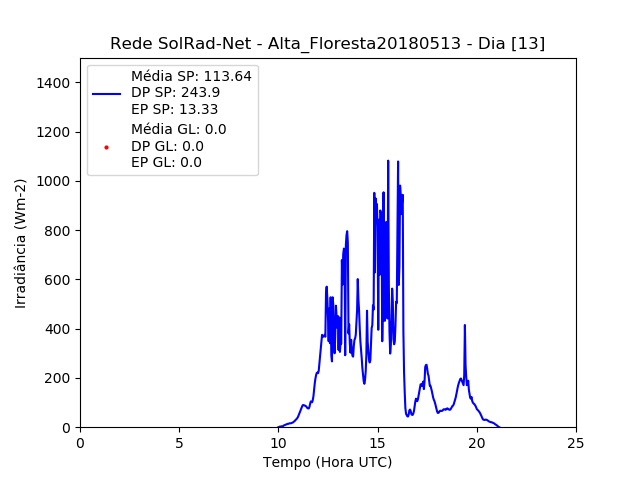 Rede SolRad-Net - Alta_Floresta20180513 - Dia [13]
Média SP: 113.64
DP SP: 243.9
EP SP: 13.33
Média GL: 0.0
DP GL: 0.0
EP GL: 0.0
1400
1200
1000
800
600
400
200
0
Irradiância (Wm-2)
0 5 10 15 20 25
Tempo (Hora UTC)